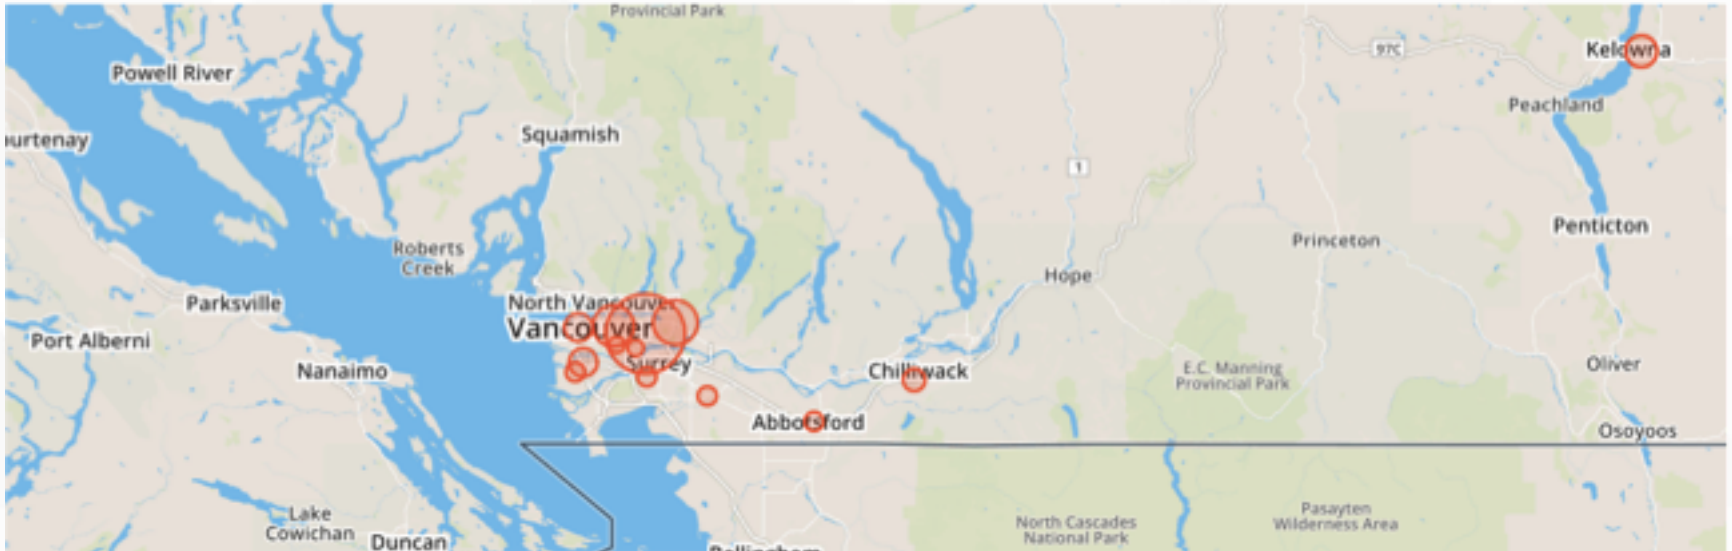 Provincial Park
97C
Kelowna
Powell River
Peachland
Squamish
urtenay
1
Penticton
Princeton
Roberts
Creek
Hope
North Vancouver
Parksville
Vancouver
Port Alberni
Surrey
Oliver
Nanaimo
Chilliwack
E.C. Manning
Provincial Park
Abbotsford
Osoyoos
Lake
Cowichan
North Cascades
National Park
Pasayten
Wilderness Area
Duncan
Bellingham